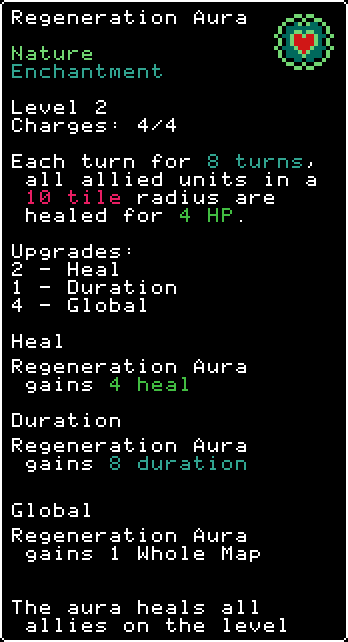 Regeneration Aura
Nature
Enchantment
Level 2
Charges: 4/4
Each turn for 8 turns,
all allied units in a
10 tile radius are
healed for 4 HP.
Upgrades:
2 - Heal
1 - Duration
4 - Global
Heal
Regeneration Aura
gains 4 heal
Duration
Regeneration Aura
gains 8 duration
Global
Regeneration Aura
gains 1 Whole Map
The aura heals all
allies on the level